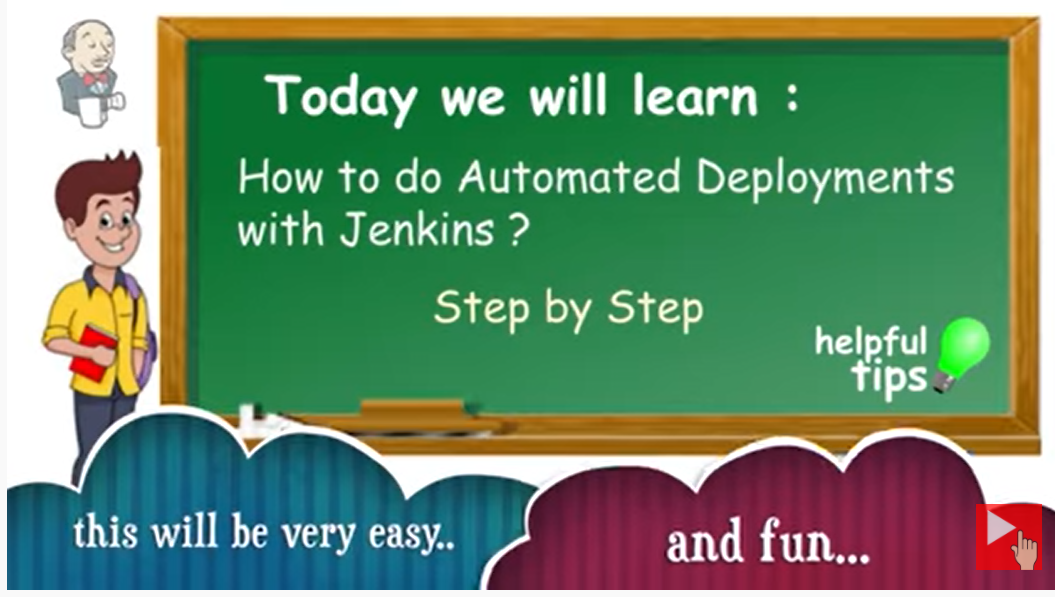 Today we will learn :
How to do Automated Deployments
with Jenkins ?
Step by Step
helpful
tips
this will be very easy..
and fun...